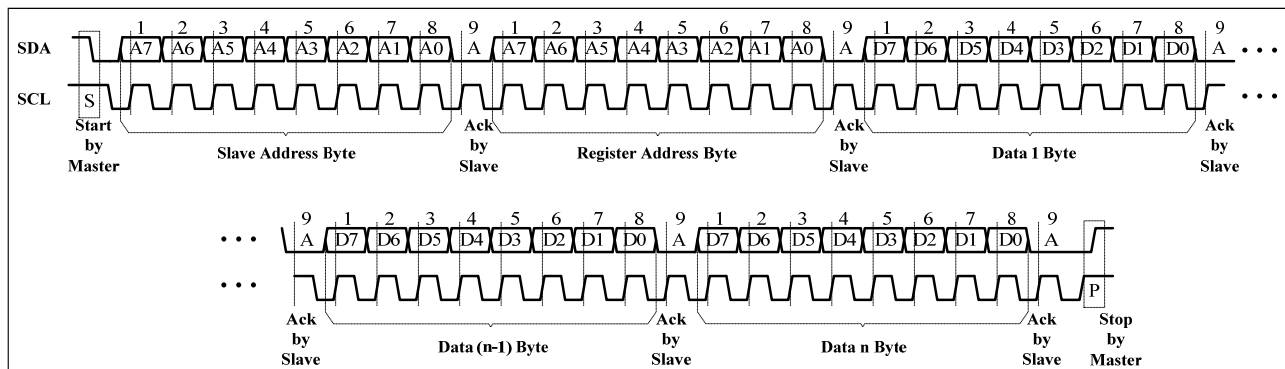 1 2 3 4 5 6 7 8 9 1 2 3 4 5 6 7 8 9 1 2 3 4 5 6 7 8 9
SDA A7 A6 A5 A4 A3 A2 A1 A0 A A7 A6 A5 A4 A3 A2 A1 A0 A D7 D6 D5 D4 D3 D2 D1 D0 A • • •
SCL S • • •
Start by Master
Slave Address Byte
Ack by Slave
Register Address Byte
Ack by Slave
Data 1 Byte
Ack by Slave
9 1 2 3 4 5 6 7 8 9 1 2 3 4 5 6 7 8 9
• • • A D7 D6 D5 D4 D3 D2 D1 D0 A D7 D6 D5 D4 D3 D2 D1 D0 A
• • • P
Ack by Slave
Data (n-1) Byte
Ack by Slave
Data n Byte
Ack by Slave
Stop by Master